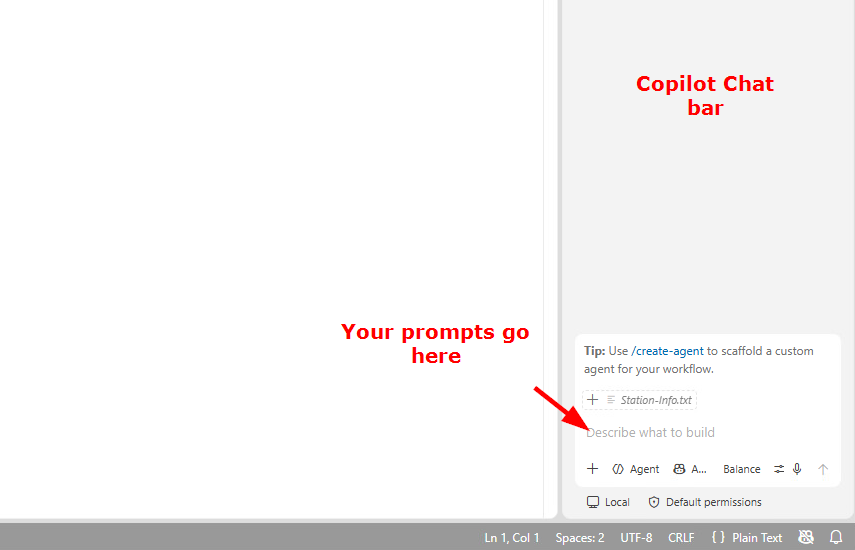 Copilot Chat
bar
Your prompts go
here
Tip: Use /create-agent to scaffold a custom
agent for your workflow.
Station-Info.txt
Describe what to build
Agent A... Balance
Local Default permissions
Ln 1, Col 1 Spaces: 2 UTF-8 CRLF { } Plain Text